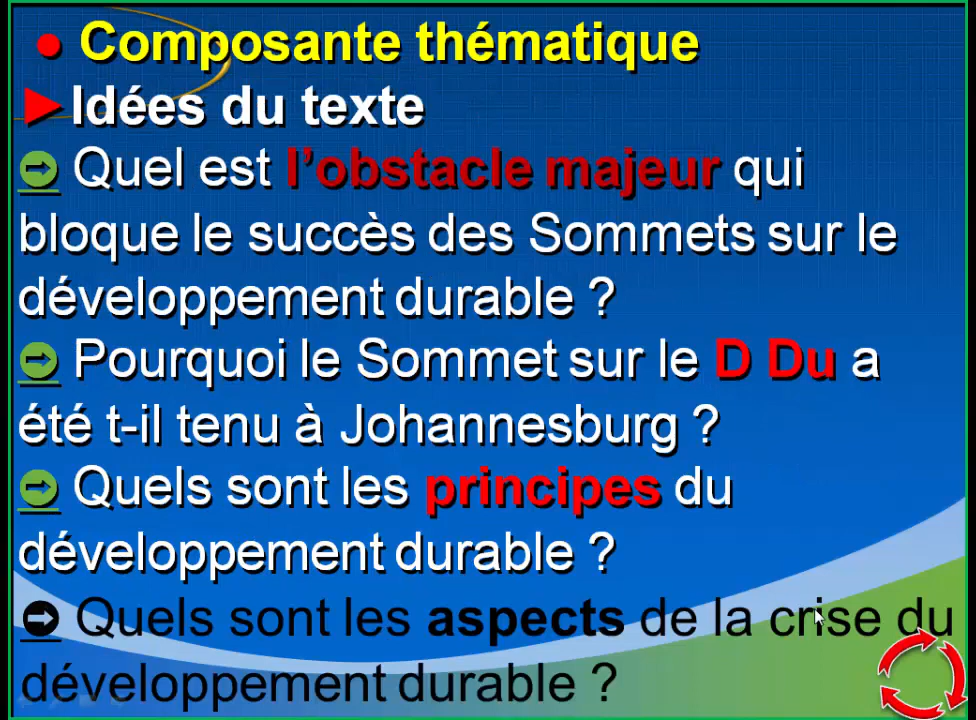 • Composante thématique
►Idées du texte
➲ Quel est l’obstacle majeur qui
bloque le succès des Sommets sur le
développement durable ?
➲ Pourquoi le Sommet sur le D Du a
été t-il tenu à Johannesburg ?
➲ Quels sont les principes du
développement durable ?
➲ Quels sont les aspects de la crise du
développement durable ?